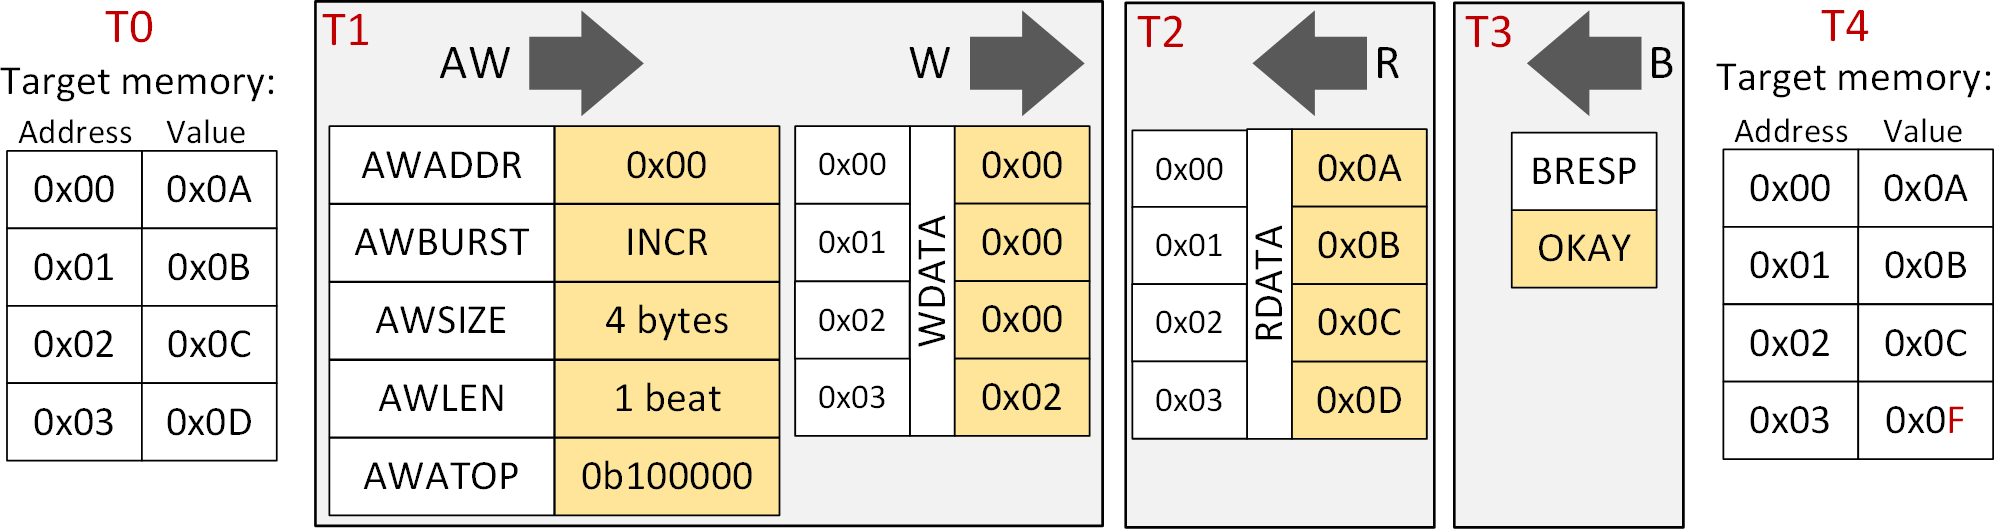 T0
Target memory:
Address Value
0x00 0x0A
0x01 0x0B
0x02 0x0C
0x03 0x0D
T1
AW W
AWADDR 0x00
AWBURST INCR
AWSIZE 4 bytes
AWLEN 1 beat
AWATOP 0b100000
WDATA
0x00 0x00
0x01 0x00
0x02 0x00
0x03 0x02
T2
R
RDATA
0x00 0x0A
0x01 0x0B
0x02 0x0C
0x03 0x0D
T3
B
BRESP
OKAY
T4
Target memory:
Address Value
0x00 0x0A
0x01 0x0B
0x02 0x0C
0x03 0x0F